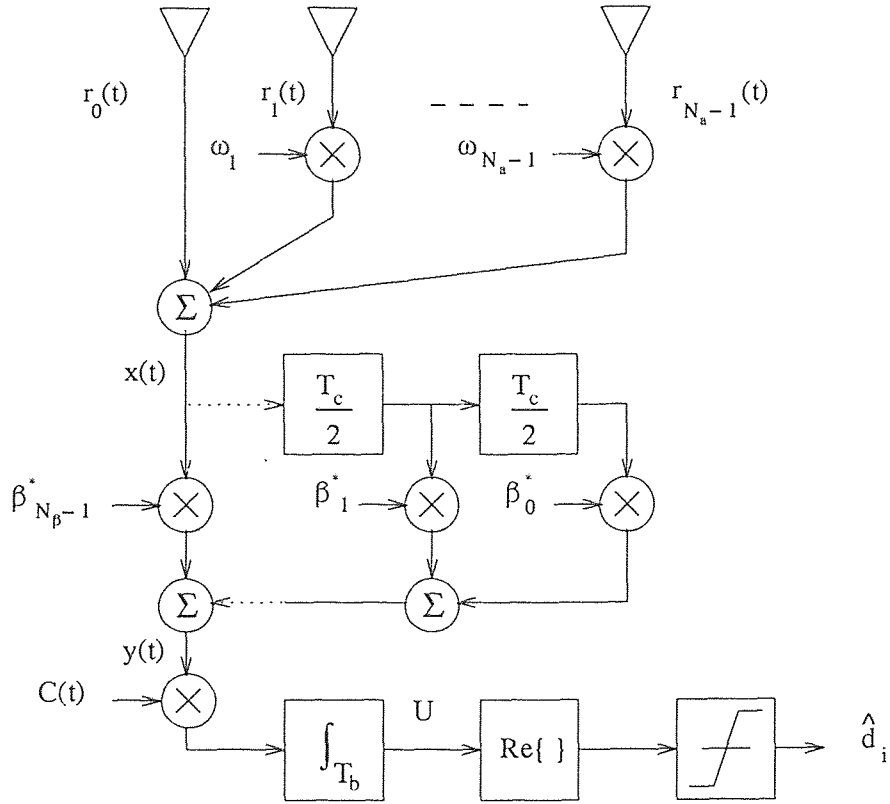 r_0(t)
r_1(t)
r_{N_a-1}(t)
ω_1
ω_{N_a-1}
Σ
x(t)
T_c/2
T_c/2
β*_{N_β-1}
β*_1
β*_0
Σ
Σ
y(t)
C(t)
∫_{T_b}
U
Re{ }
d̂_i